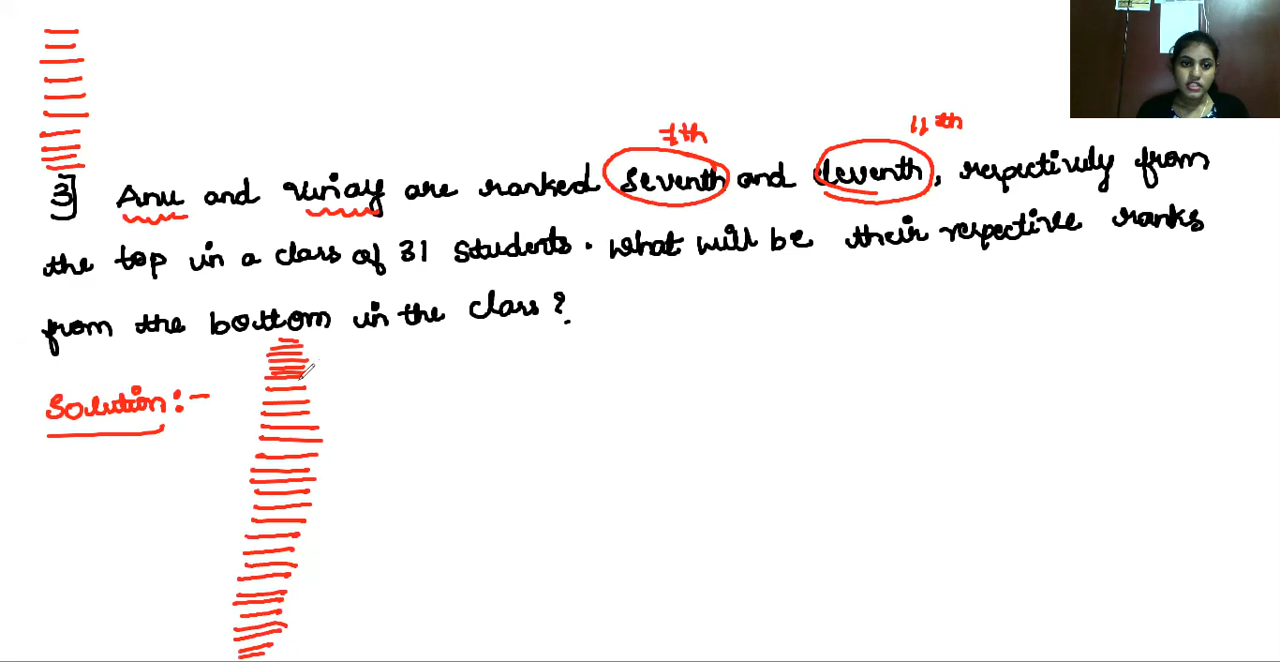 7th 11th
3] Anu and Vinay are ranked seventh and eleventh, repectively from
the top in a class of 31 students. What will be their respective ranks
from the bottom in the class?
Solution:-